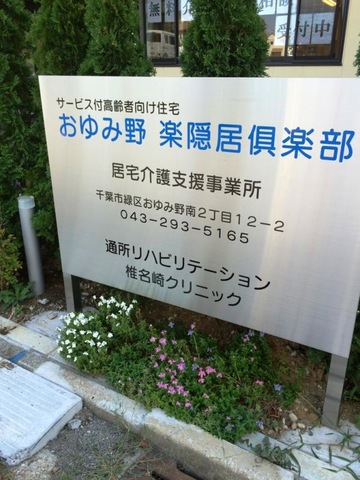 無料
受付中
サービス付高齢者向け住宅
おゆみ野 楽隠居倶楽部
居宅介護支援事業所
千葉市緑区おゆみ野南2丁目12-2
043-293-5165
通所リハビリテーション
椎名崎クリニック